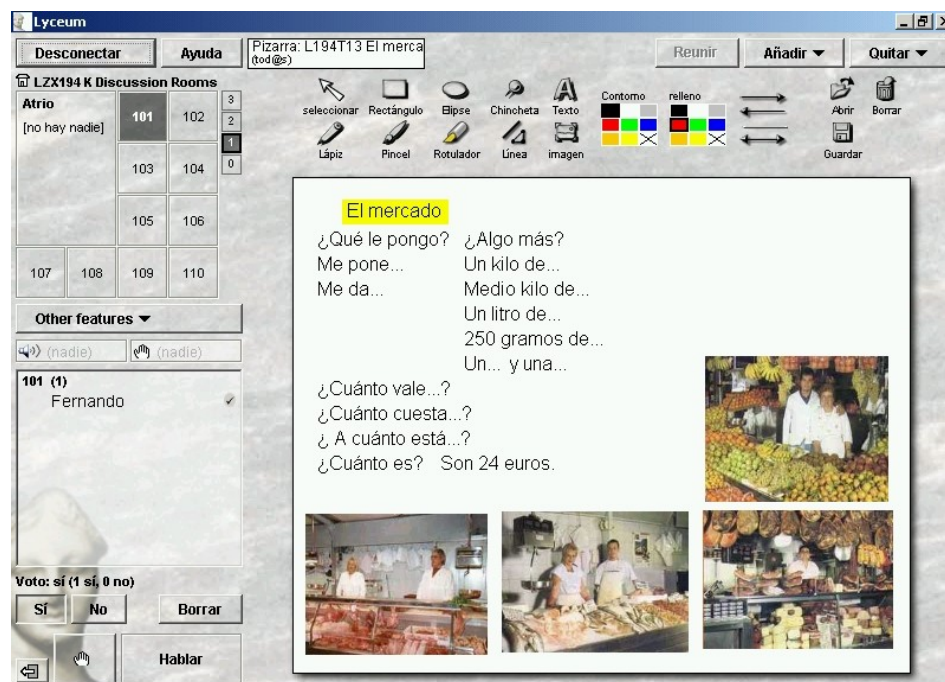 Lyceum
Desconectar
Ayuda
Pizarra: L194T13 El merca
(tod@s)
Reunir
Añadir
Quitar
LZX194 K Discussion Rooms
Atrio
[no hay nadie]
101
102
103
104
105
106
107
108
109
110
3
2
1
0
seleccionar
Rectángulo
Elipse
Chincheta
Texto
Lápiz
Pincel
Rotulador
Línea
imagen
Contorno
relleno
Abrir
Borrar
Guardar
Other features
(nadie)
(nadie)
101 (1)
Fernando
Voto: sí (1 sí, 0 no)
Sí
No
Borrar
Hablar
El mercado
¿Qué le pongo? ¿Algo más?
Me pone... Un kilo de...
Me da... Medio kilo de...
Un litro de...
250 gramos de...
Un... y una...
¿Cuánto vale...?
¿Cuánto cuesta...?
¿ A cuánto está...?
¿Cuánto es? Son 24 euros.